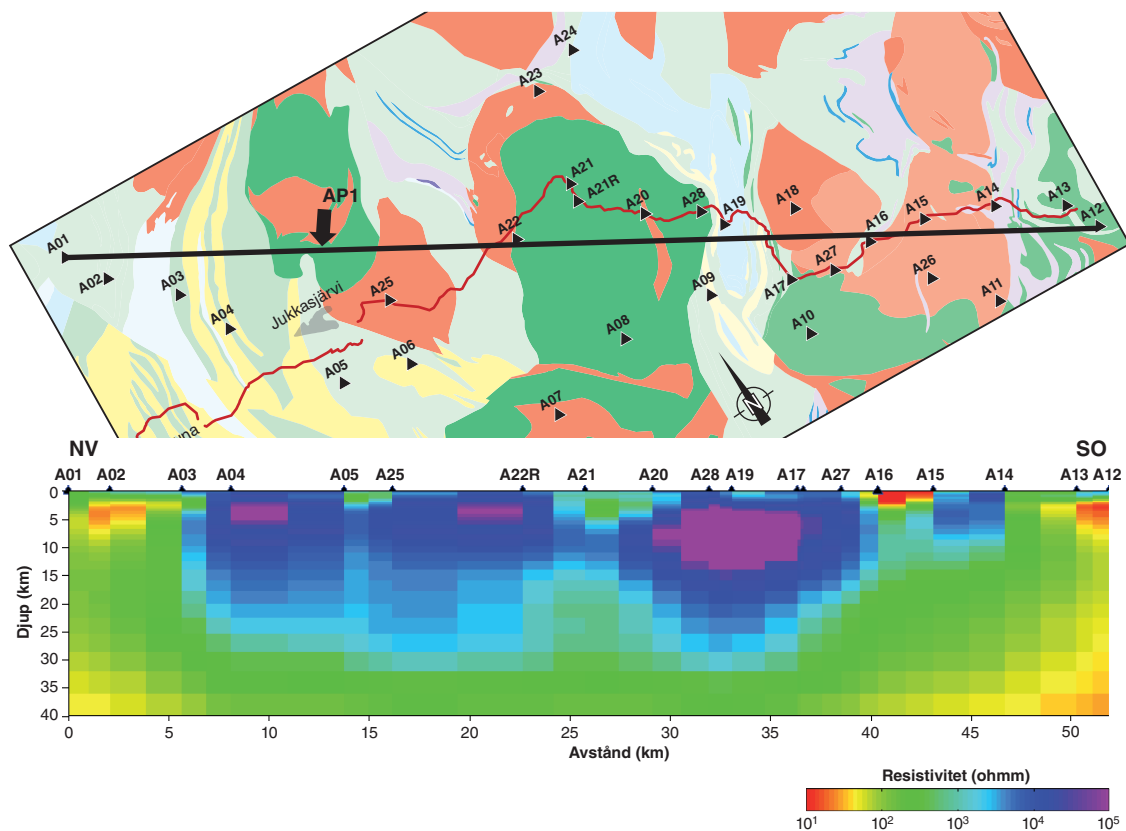 A24
A23
AP1
A21
A21R
A20
A28
A19
A18
A22
A16
A15
A14
A13
A12
A01
A02
A03
A04
A25
Jukkasjärvi
A09
A17
A27
A26
A11
A10
A08
A06
A05
A07
una
N
NV SO
A01 A02 A03 A04 A05 A25 A22R A21 A20 A28 A19 A17 A27 A16 A15 A14 A13 A12
0
5
10
15
20
25
30
35
40
Djup (km)
0 5 10 15 20 25 30 35 40 45 50
Avstånd (km)
Resistivitet (ohmm)
10¹ 10² 10³ 10⁴ 10⁵